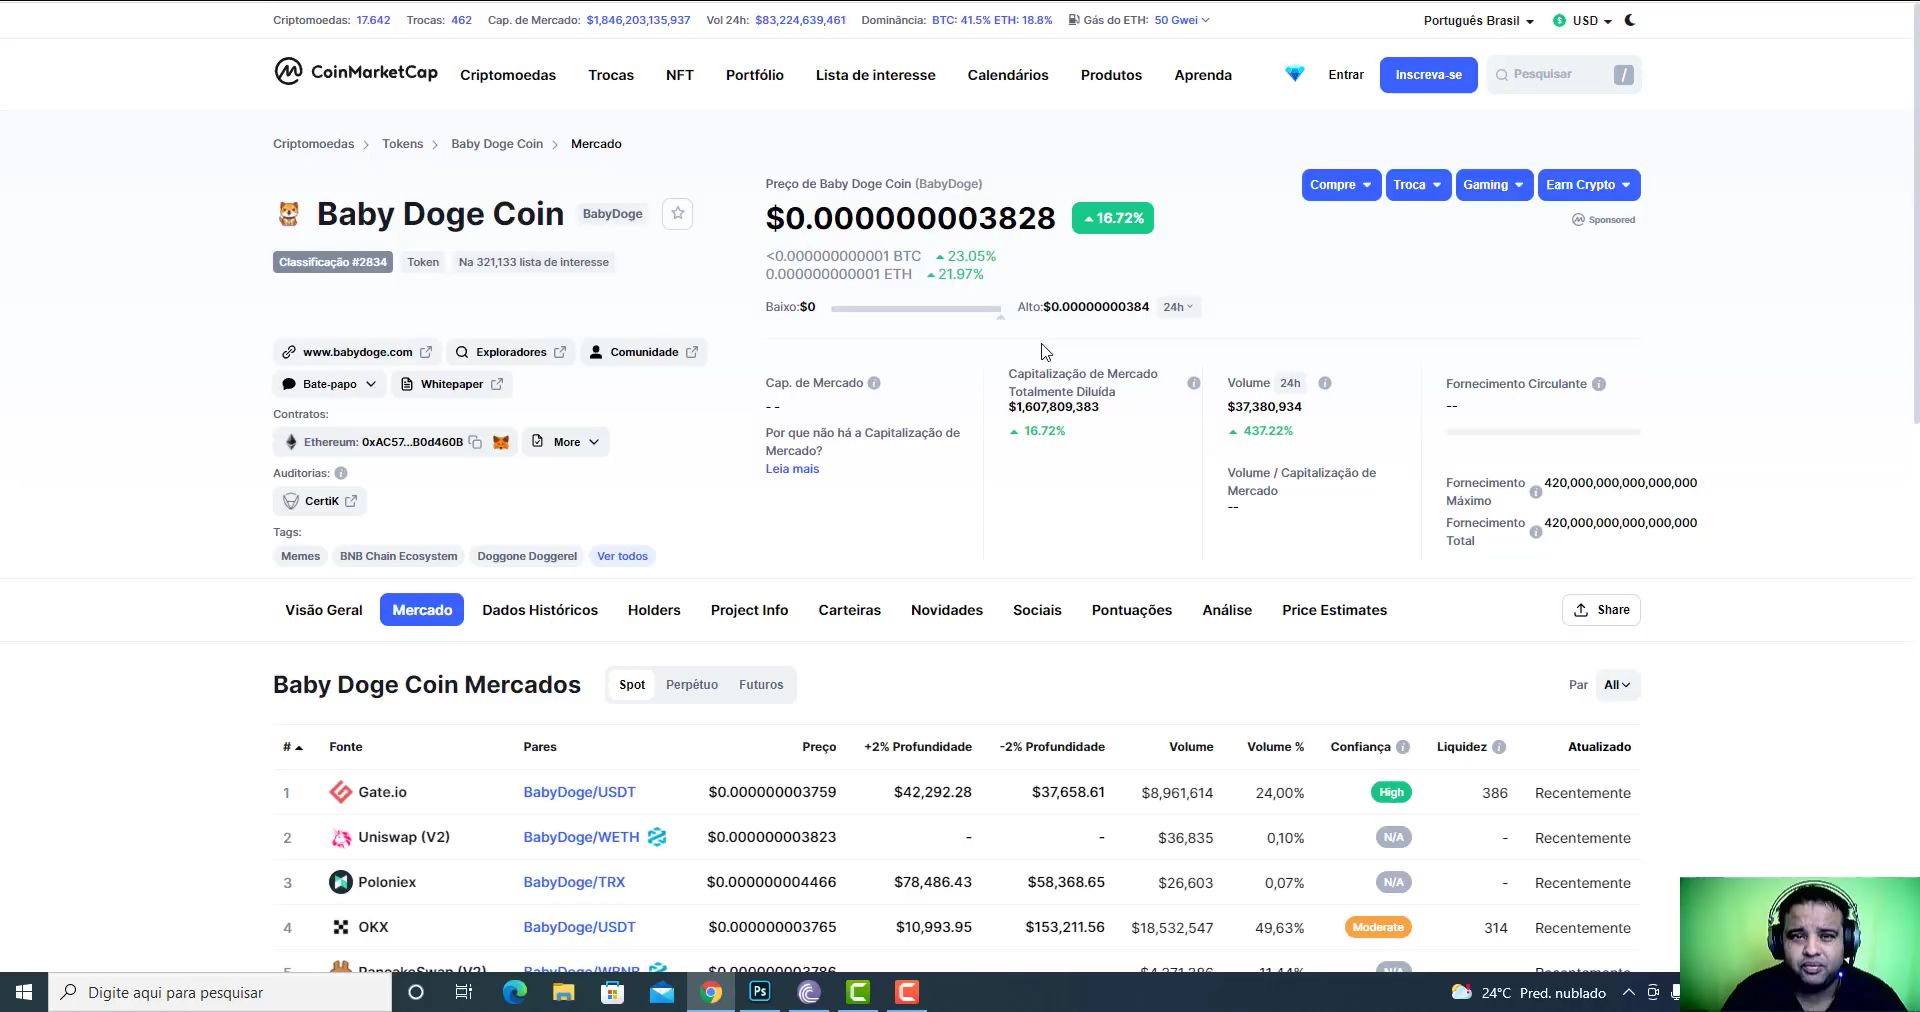 Criptomoedas: 17.642 Trocas: 462 Cap. de Mercado: $1,846,203,135,937 Vol 24h: $83,224,639,461 Dominância: BTC: 41.5% ETH: 18.8% Gás do ETH: 50 Gwei Português Brasil USD
CoinMarketCap Criptomoedas Trocas NFT Portfólio Lista de interesse Calendários Produtos Aprenda Entrar Inscreva-se Pesquisar /
Criptomoedas Tokens Baby Doge Coin Mercado
Baby Doge Coin BabyDoge
Classificação #2834 Token Na 321,133 lista de interesse
www.babydoge.com Exploradores Comunidade
Bate-papo Whitepaper
Contratos:
Ethereum: 0xAC57...B0d460B More
Auditorias:
CertiK
Tags:
Memes BNB Chain Ecosystem Doggone Doggerel Ver todos
Preço de Baby Doge Coin (BabyDoge)
$0.000000003828 16.72%
<0.000000000001 BTC 23.05%
0.000000000001 ETH 21.97%
Baixo:$0 Alto:$0.00000000384 24h
Compre Troca Gaming Earn Crypto
Sponsored
Cap. de Mercado
- -
Por que não há a Capitalização de
Mercado?
Leia mais
Capitalização de Mercado
Totalmente Diluída
$1,607,809,383
16.72%
Volume 24h
$37,380,934
437.22%
Volume / Capitalização de
Mercado
--
Fornecimento Circulante
--
Fornecimento
Máximo
420,000,000,000,000,000
Fornecimento
Total
420,000,000,000,000,000
Visão Geral Mercado Dados Históricos Holders Project Info Carteiras Novidades Sociais Pontuações Análise Price Estimates Share
Baby Doge Coin Mercados Spot Perpétuo Futuros Par All
# Fonte Pares Preço +2% Profundidade -2% Profundidade Volume Volume % Confiança Liquidez Atualizado
1 Gate.io BabyDoge/USDT $0.000000003759 $42,292.28 $37,658.61 $8,961,614 24,00% High 386 Recentemente
2 Uniswap (V2) BabyDoge/WETH $0.000000003823 - - $36,835 0,10% N/A - Recentemente
3 Poloniex BabyDoge/TRX $0.000000004466 $78,486.43 $58,368.65 $26,603 0,07% N/A - Recentemente
4 OKX BabyDoge/USDT $0.000000003765 $10,993.95 $153,211.56 $18,532,547 49,63% Moderate 314 Recentemente
5 PancakeSwap (V2) BabyDoge/WBNB $0.000000003786 11,44% N/A Recentemente
Digite aqui para pesquisar Ps 24°C Pred. nublado